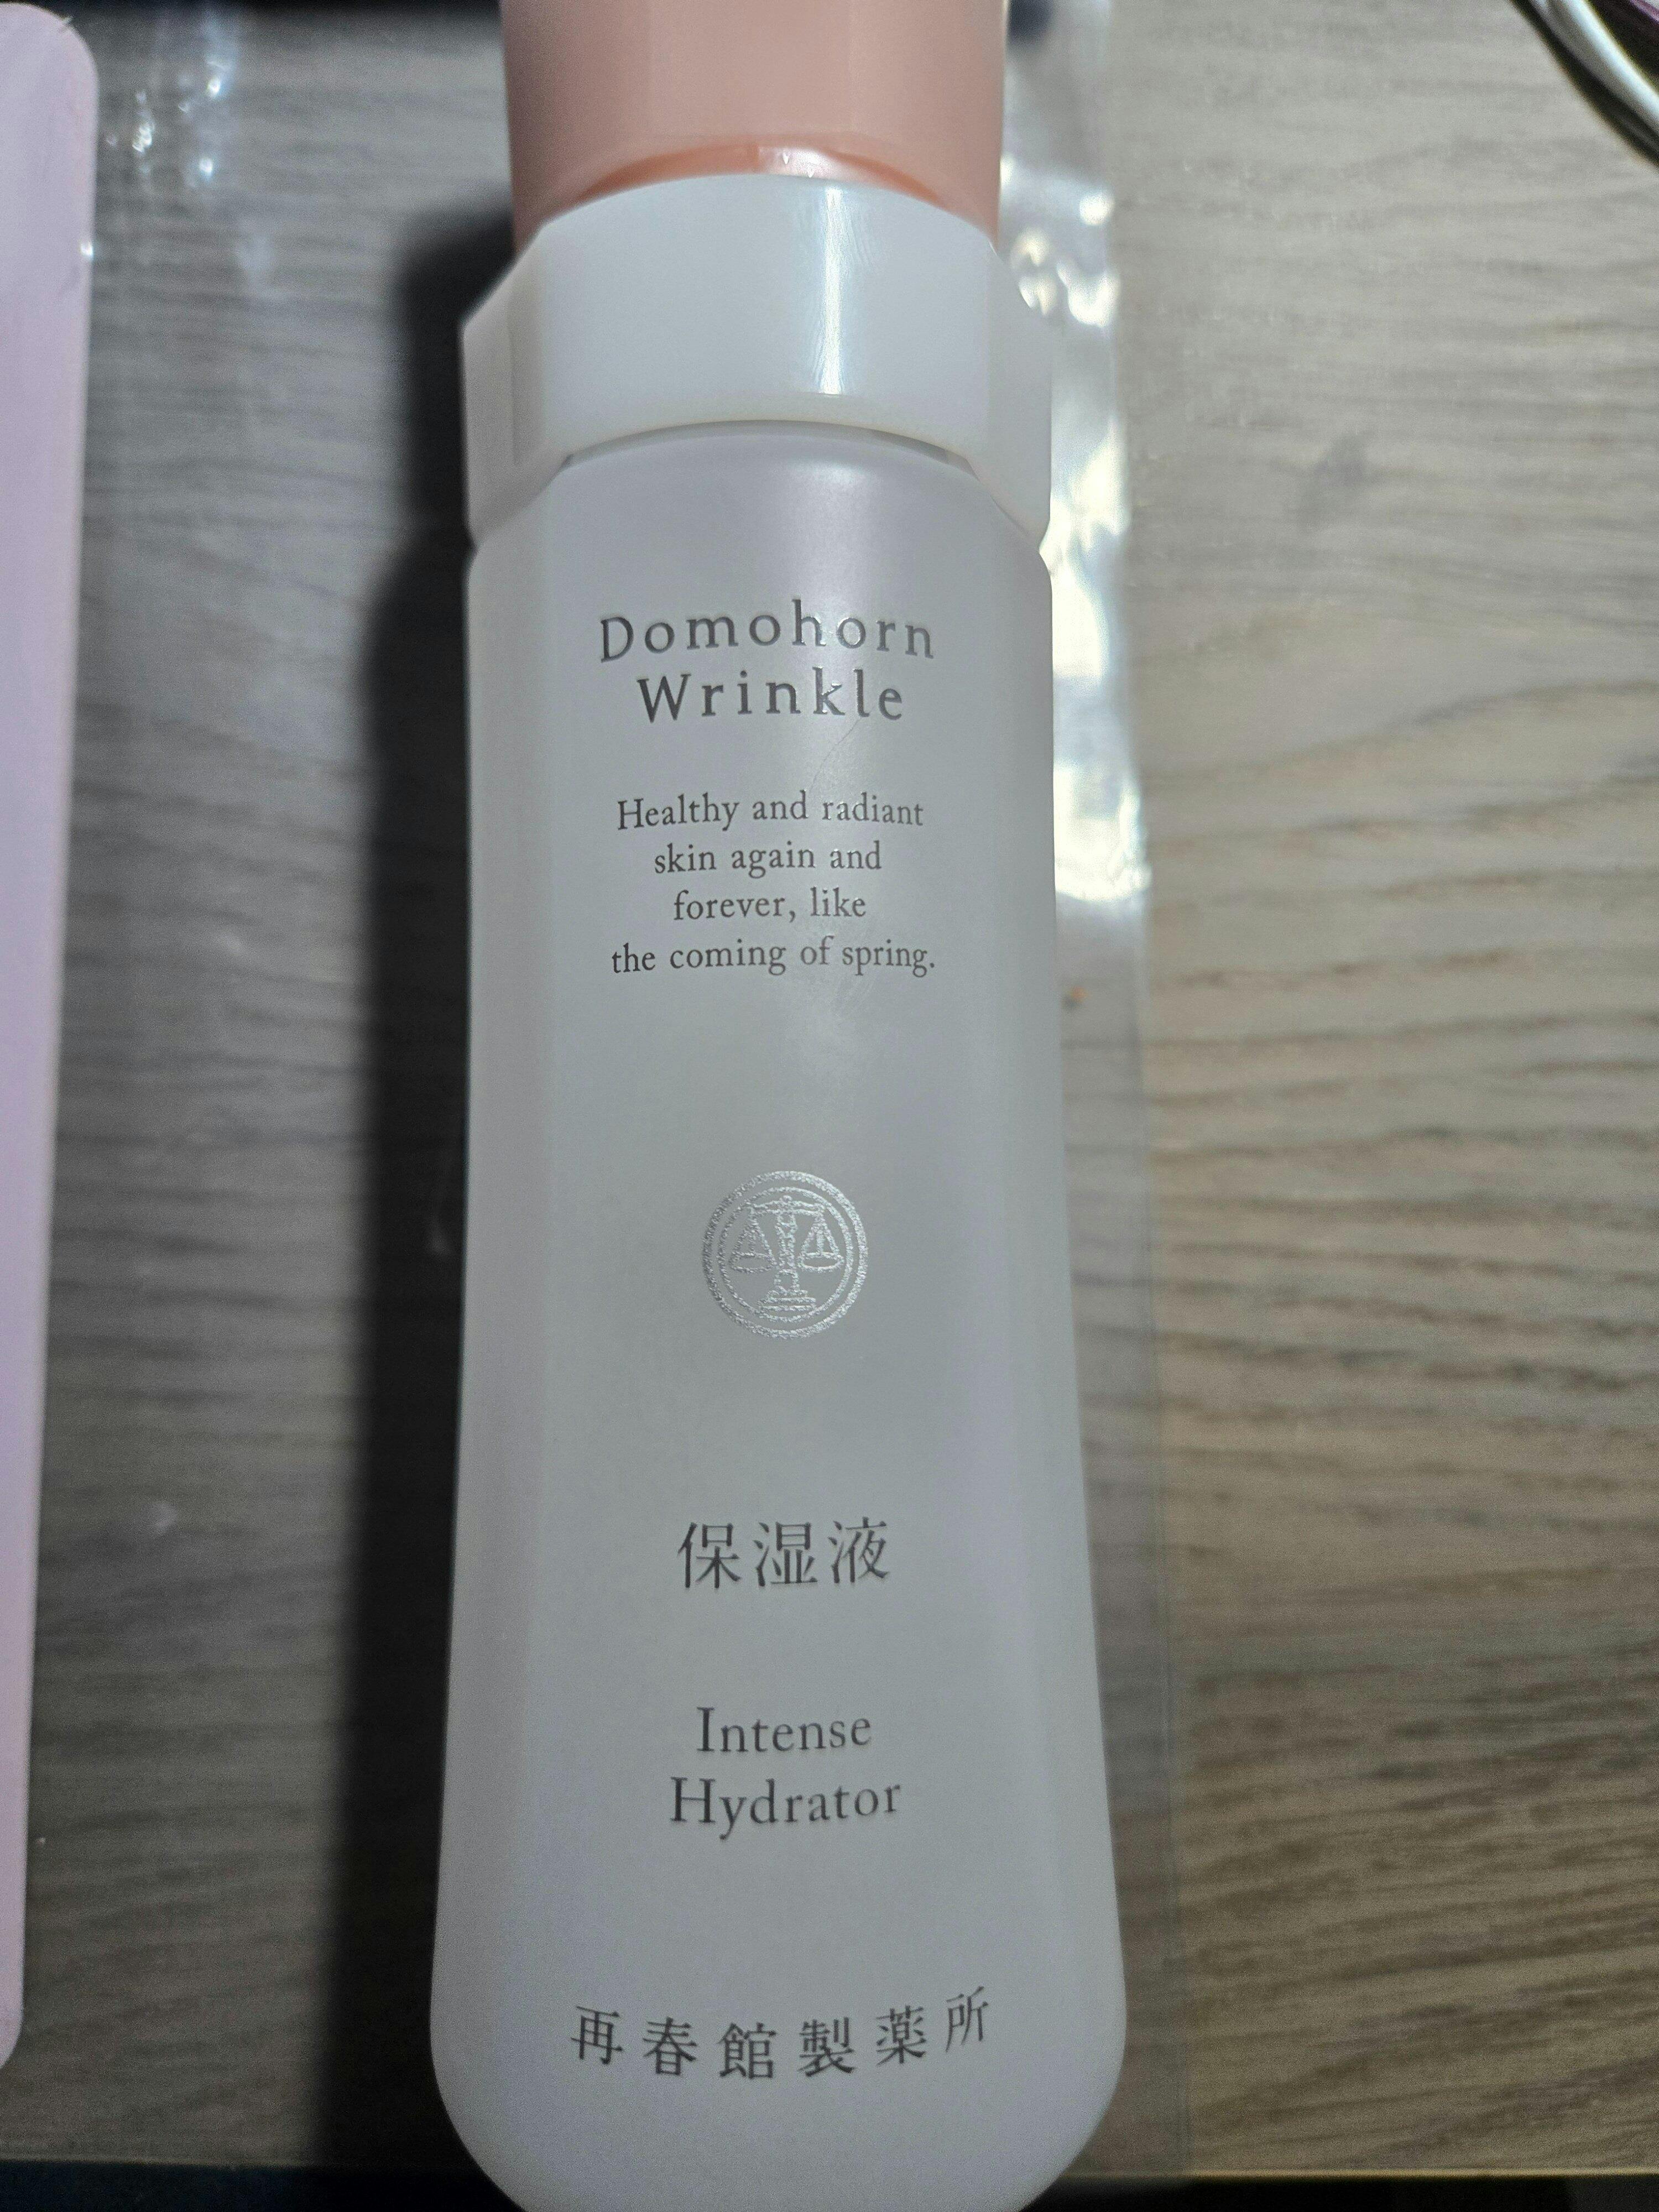 Domohorn
Wrinkle
Healthy and radiant
skin again and
forever, like
the coming of spring.
保湿液
Intense
Hydrator
再春館製薬所